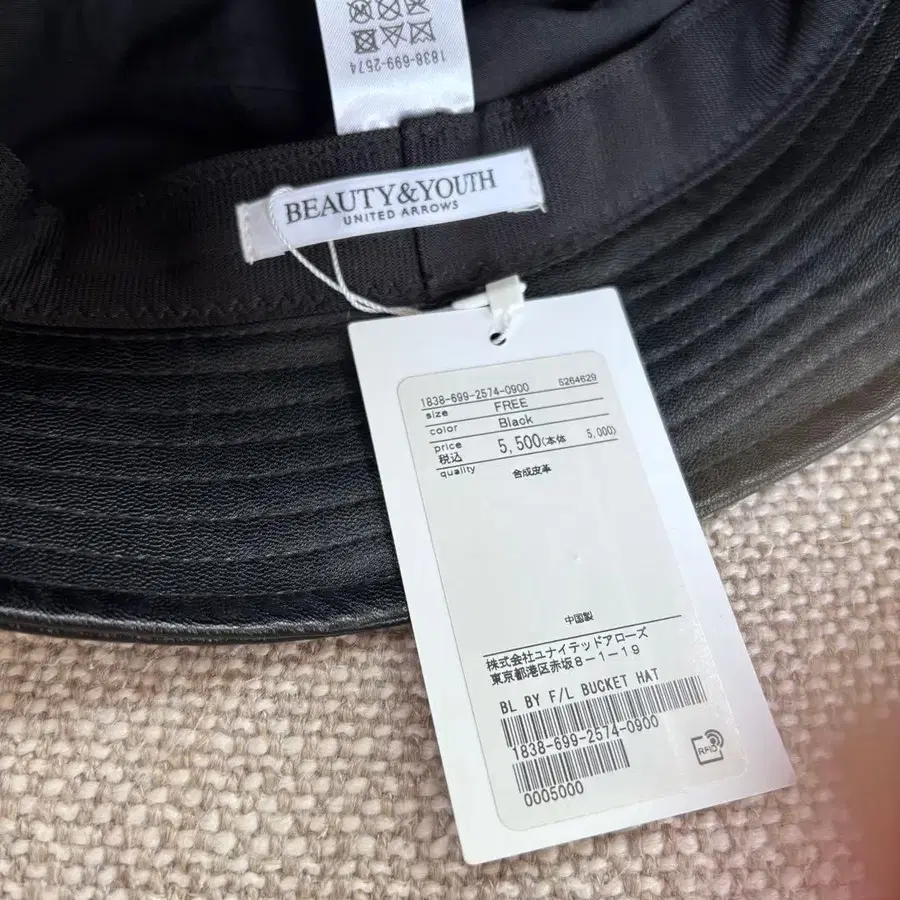 1838-699-2574
BEAUTY&YOUTH
UNITED ARROWS
1838-699-2574-0900 5264629
size FREE
color Black
price
税込 5,500(本体 5,000)
quality 合成皮革
中国製
株式会社ユナイテッドアローズ
東京都港区赤坂8-1-19
BL BY F/L BUCKET HAT
1838-699-2574-0900
0005000
RFID